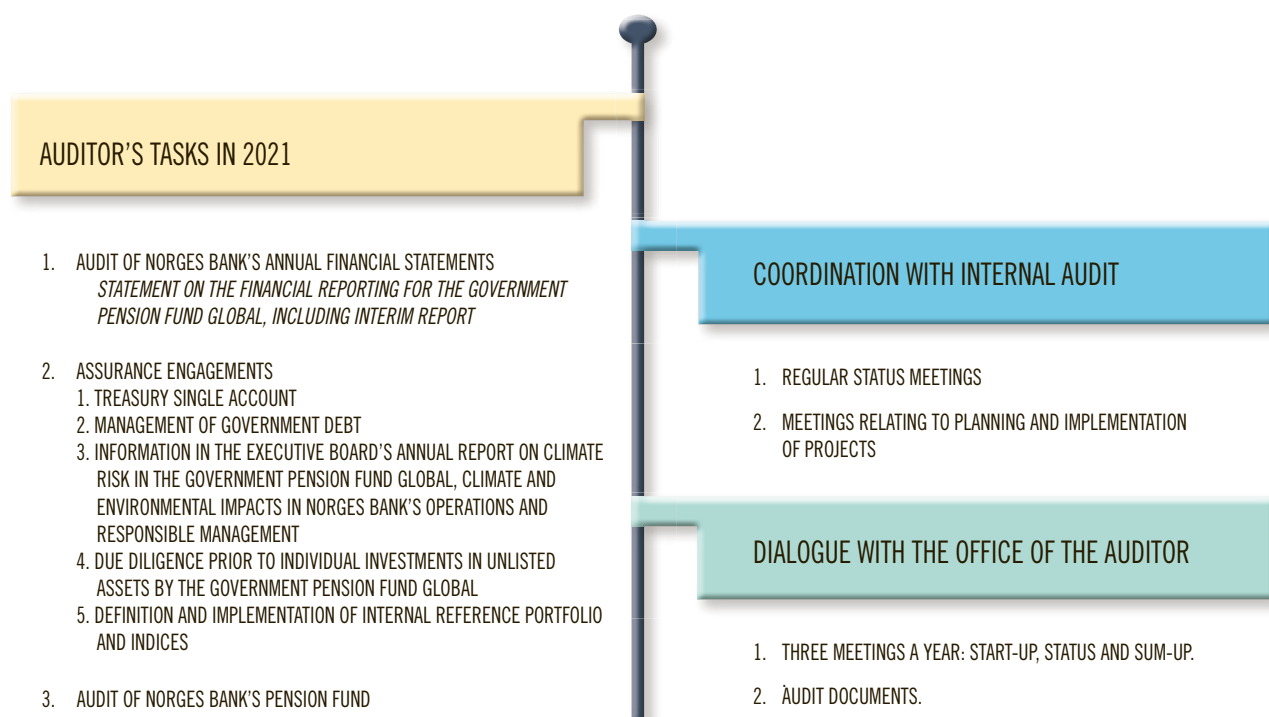 AUDITOR'S TASKS IN 2021
1. AUDIT OF NORGES BANK'S ANNUAL FINANCIAL STATEMENTS
STATEMENT ON THE FINANCIAL REPORTING FOR THE GOVERNMENT
PENSION FUND GLOBAL, INCLUDING INTERIM REPORT
2. ASSURANCE ENGAGEMENTS
1. TREASURY SINGLE ACCOUNT
2. MANAGEMENT OF GOVERNMENT DEBT
3. INFORMATION IN THE EXECUTIVE BOARD'S ANNUAL REPORT ON CLIMATE
RISK IN THE GOVERNMENT PENSION FUND GLOBAL, CLIMATE AND
ENVIRONMENTAL IMPACTS IN NORGES BANK'S OPERATIONS AND
RESPONSIBLE MANAGEMENT
4. DUE DILIGENCE PRIOR TO INDIVIDUAL INVESTMENTS IN UNLISTED
ASSETS BY THE GOVERNMENT PENSION FUND GLOBAL
5. DEFINITION AND IMPLEMENTATION OF INTERNAL REFERENCE PORTFOLIO
AND INDICES
3. AUDIT OF NORGES BANK'S PENSION FUND
COORDINATION WITH INTERNAL AUDIT
1. REGULAR STATUS MEETINGS
2. MEETINGS RELATING TO PLANNING AND IMPLEMENTATION
OF PROJECTS
DIALOGUE WITH THE OFFICE OF THE AUDITOR
1. THREE MEETINGS A YEAR: START-UP, STATUS AND SUM-UP.
2. AUDIT DOCUMENTS.